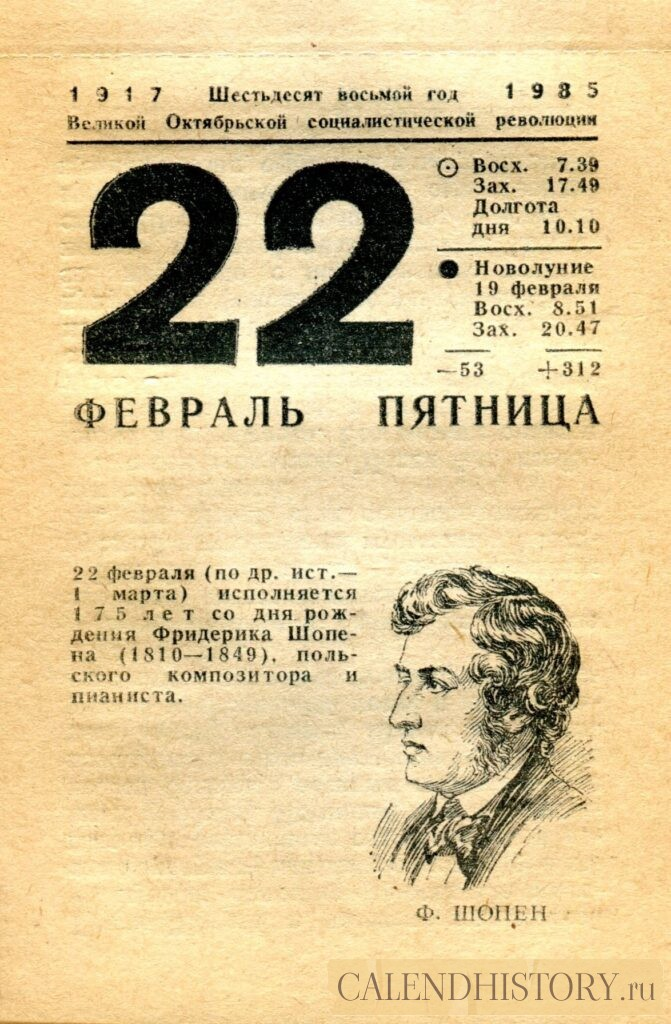 1917 Шестьдесят восьмой год 1985
Великой Октябрьской социалистической революции
22
Восх. 7.39
Зах. 17.49
Долгота
дня 10.10
Новолуние
19 февраля
Восх. 8.51
Зах. 20.47
—53 +312
ФЕВРАЛЬ ПЯТНИЦА
22 февраля (по др. ист.—
1 марта) исполняется
175 лет со дня рож-
дения Фридерика Шопе-
на (1810—1849), поль-
ского композитора и
пианиста.
Ф. ШОПЕН
CALENDHISTORY.ru